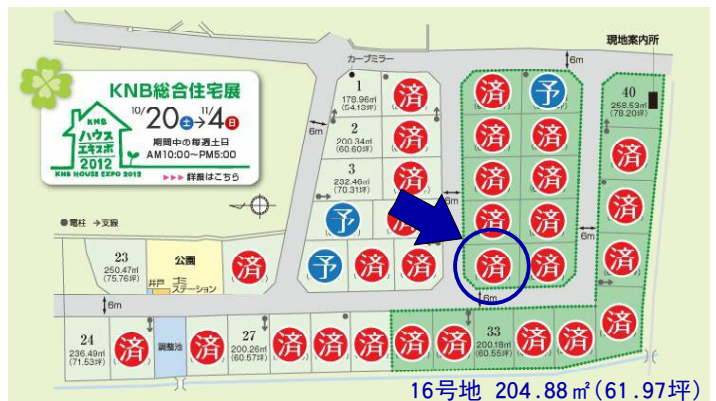 KNB総合住宅展
10/20土→11/4日
期間中の毎週土日
AM10:00～PM5:00
▶▶▶ 詳細はこちら
KNB
ハウス
エキスポ
2012
KNB HOUSE EXPO 2012
カーブミラー
現地案内所
6m
1
178.96㎡
(54.13坪)
済
済
予
40
258.53㎡
(78.20坪)
6m
2
200.34㎡
(60.60坪)
済
済
済
済
3
232.46㎡
(70.31坪)
済
済
済
済
6m
●電柱 →支線
予
済
済
済
済
6m
23
250.47㎡
(75.76坪)
公園
井戸
ゴミ
ステーション
済
予
済
済
済
済
済
6m
6m
24
236.49㎡
(71.53坪)
済
調整池
済
27
200.26㎡
(60.57坪)
済
済
済
済
済
33
200.18㎡
(60.55坪)
済
済
済
16号地 204.88㎡(61.97坪)